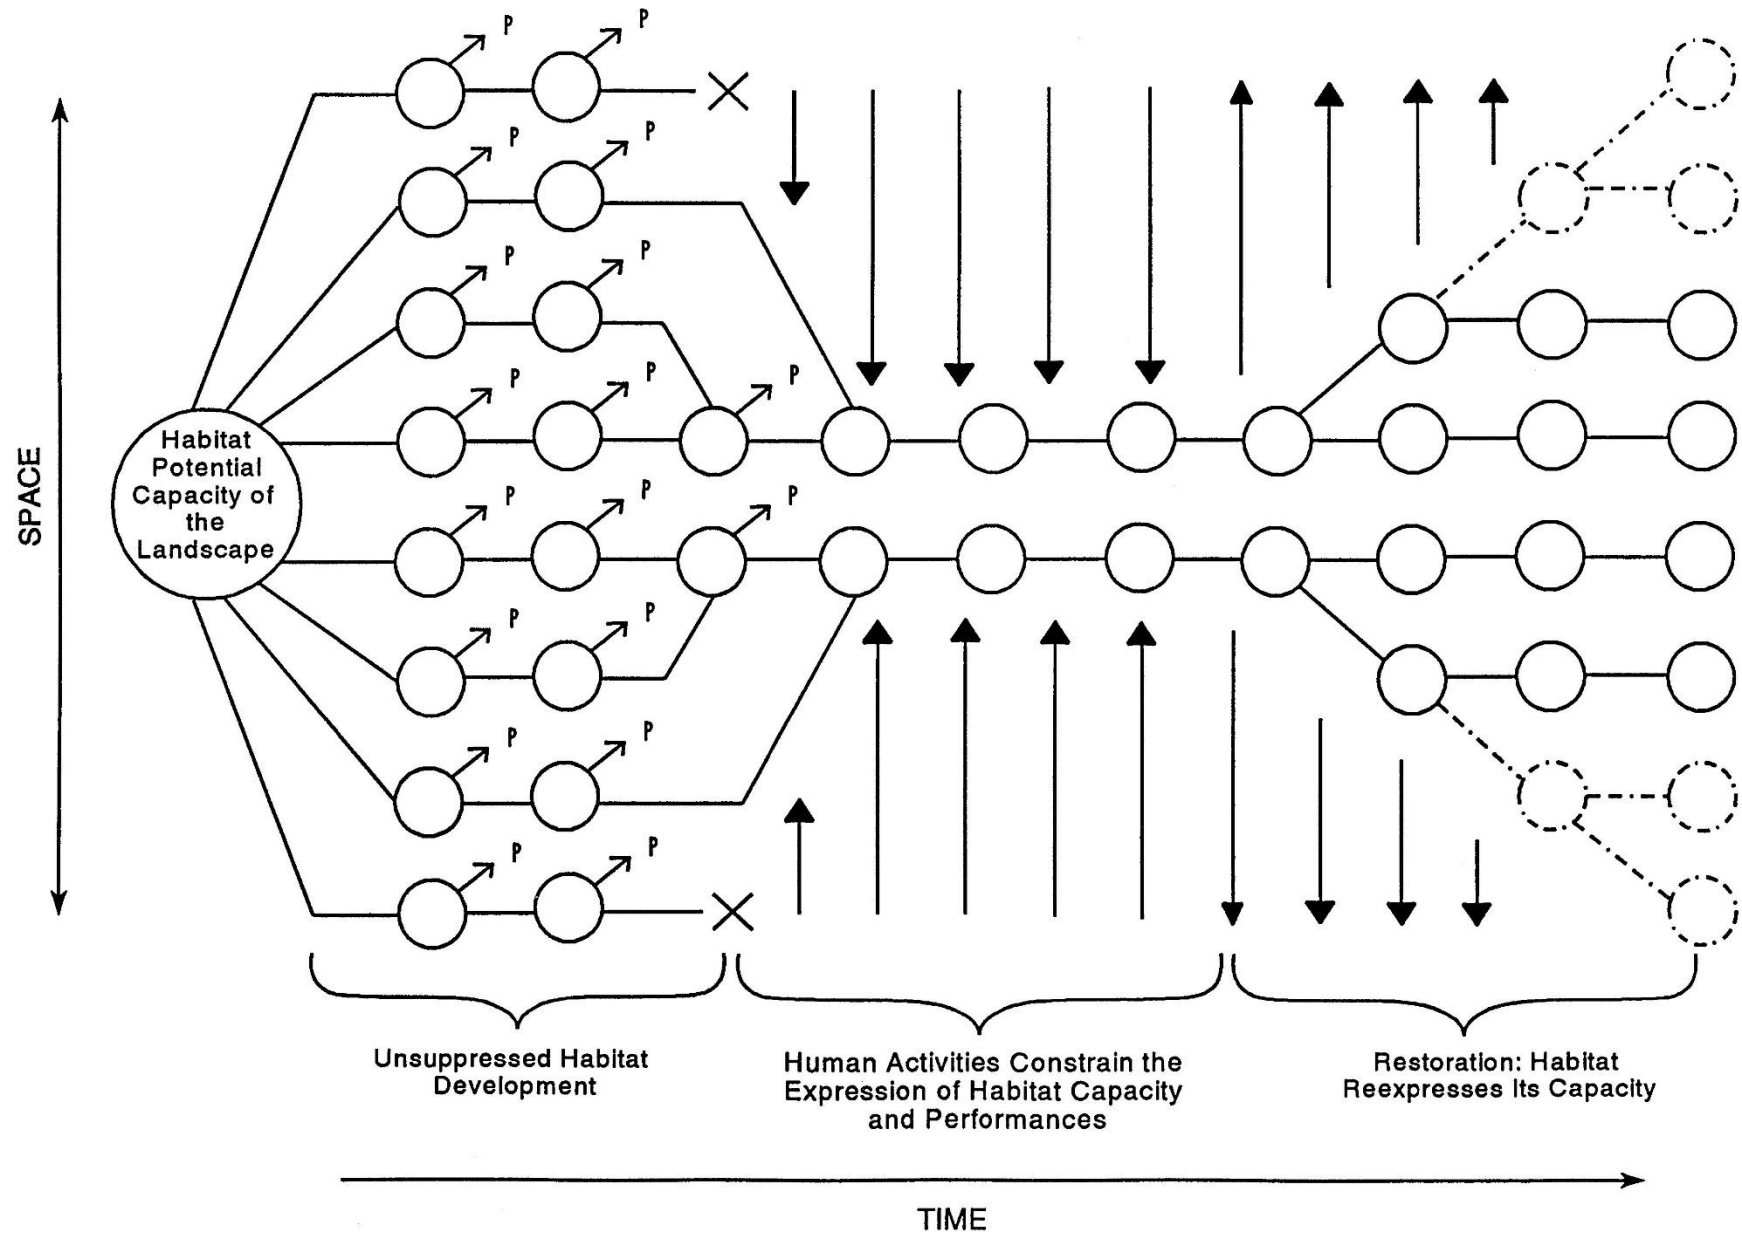 P
P
P
P
P
P
P
P
P
P
Habitat
Potential
Capacity of
the
Landscape
SPACE
P
P
P
P
P
P
P
P
Unsuppressed Habitat
Development
Human Activities Constrain the
Expression of Habitat Capacity
and Performances
Restoration: Habitat
Reexpresses Its Capacity
TIME